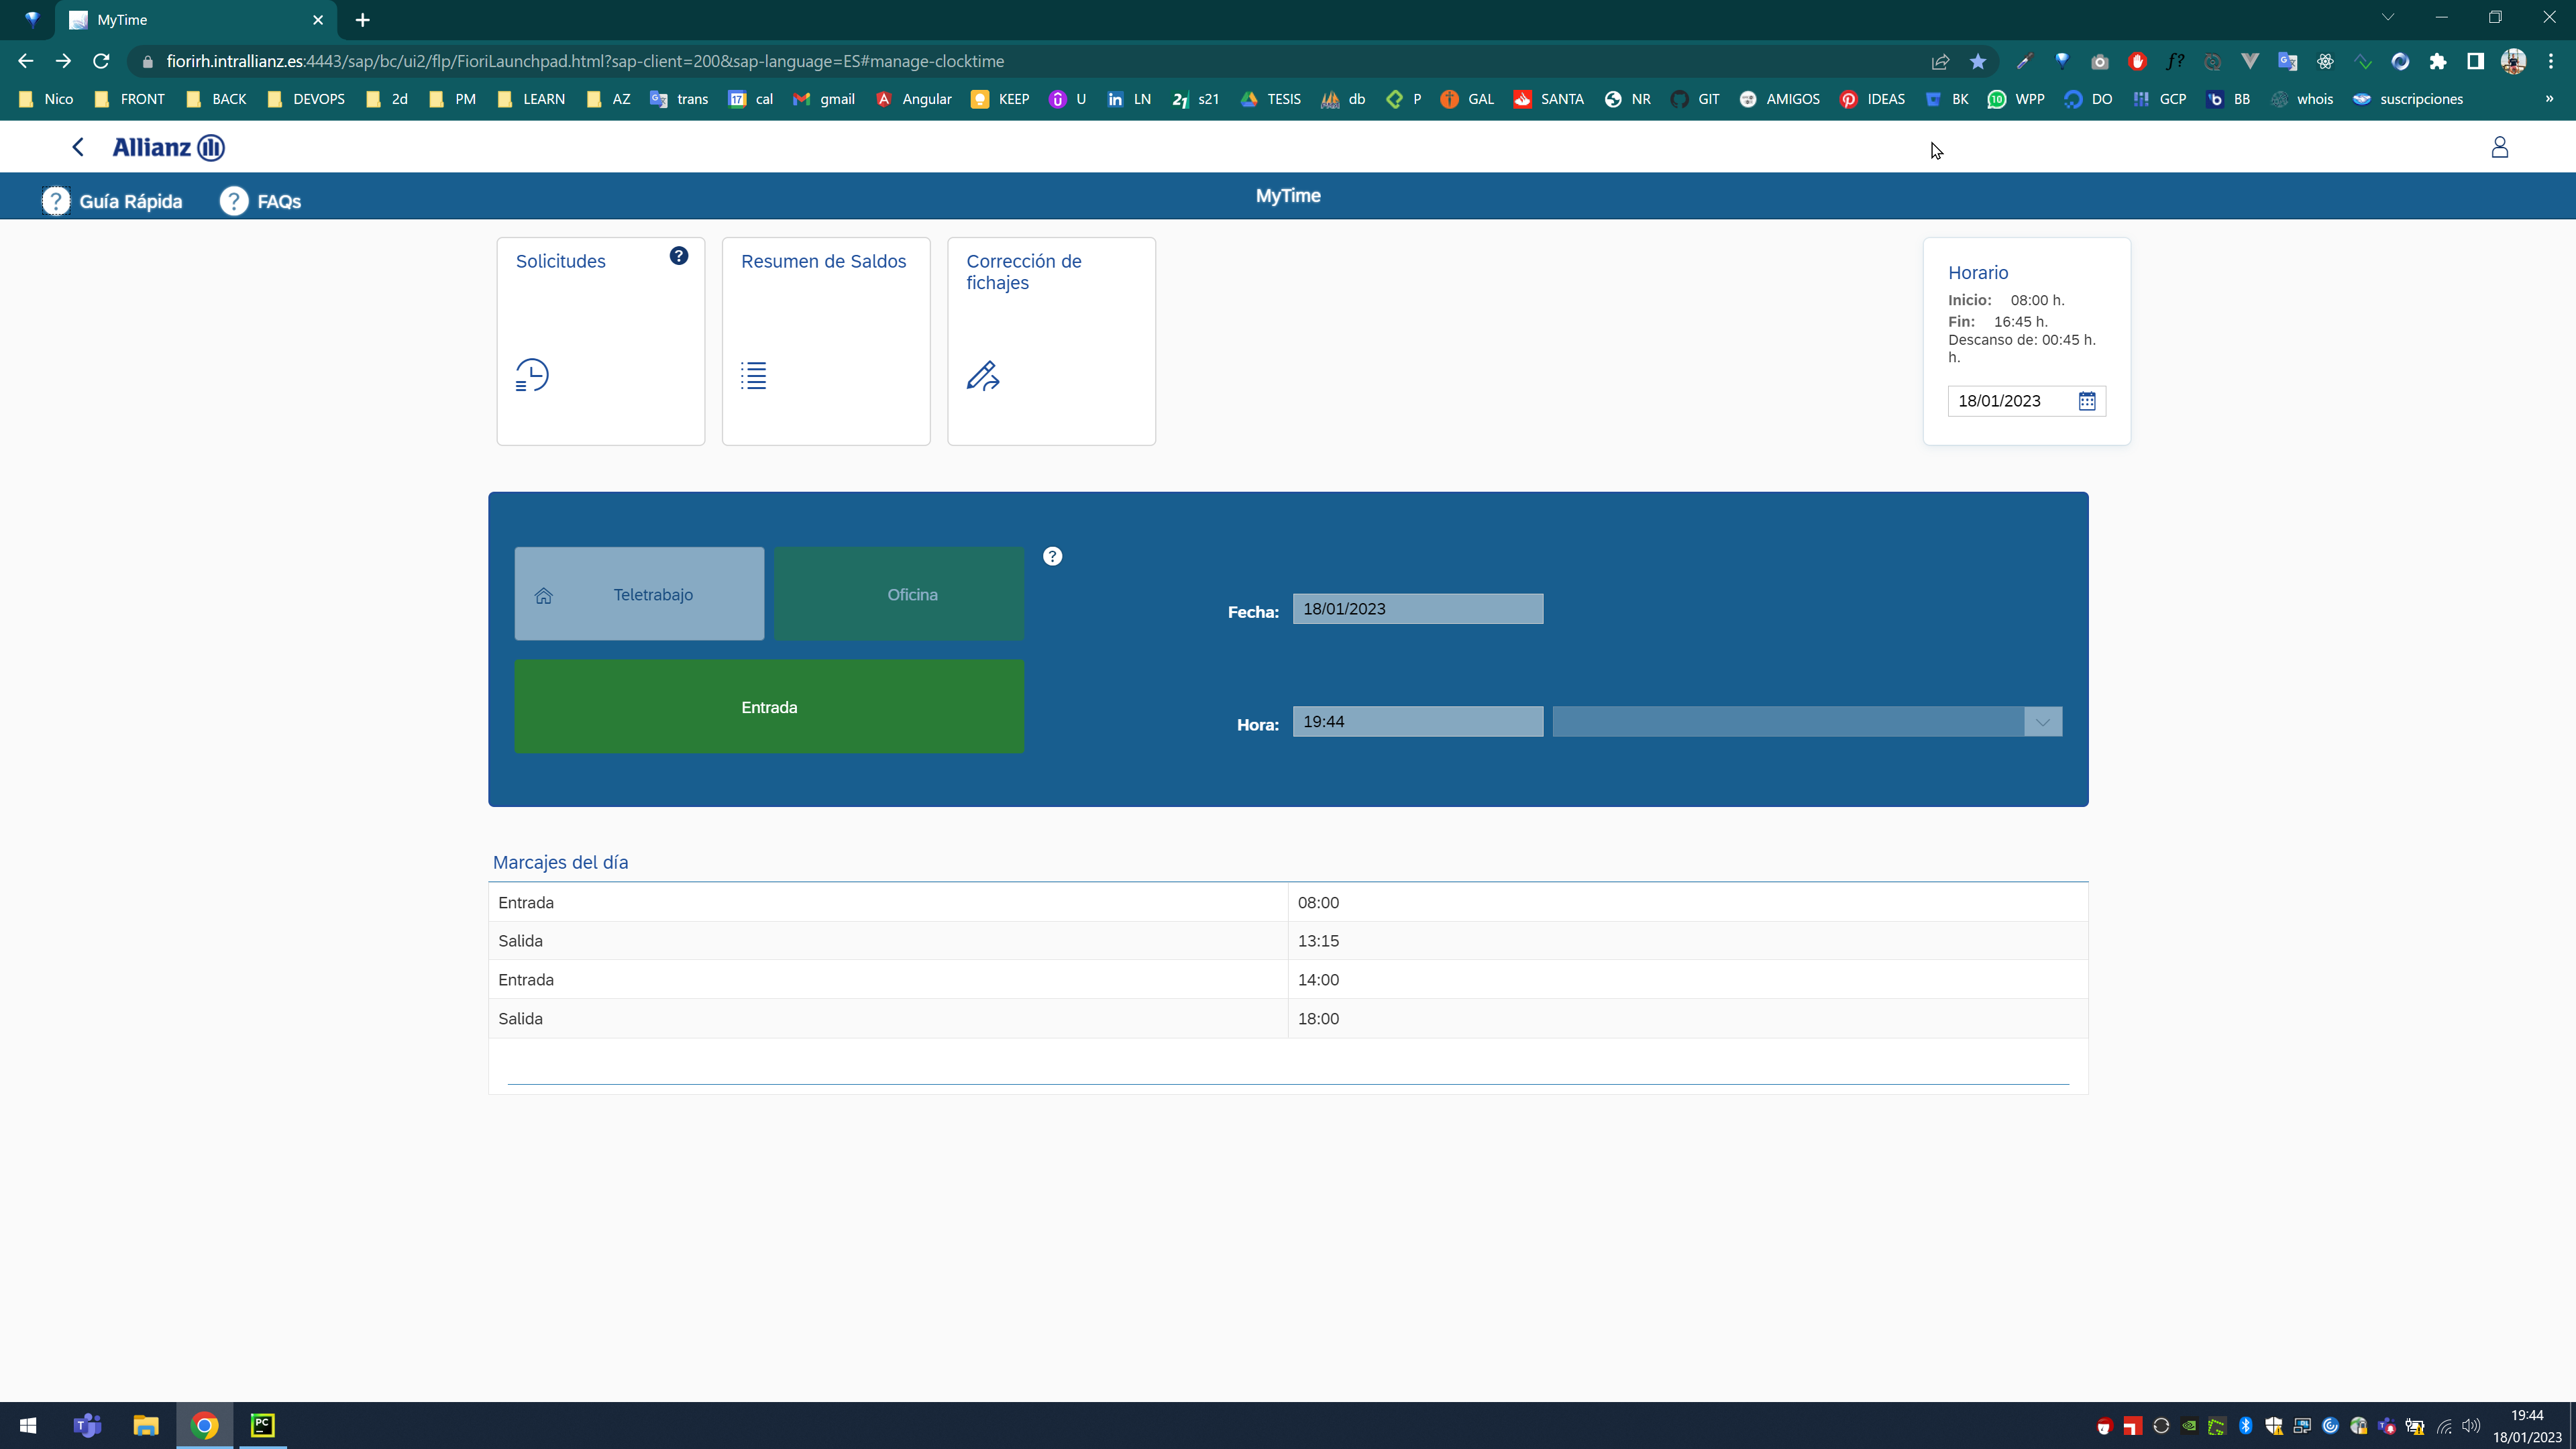 MyTime
fiorirh.intrallianz.es:4443/sap/bc/ui2/flp/FioriLaunchpad.html?sap-client=200&sap-language=ES#manage-clocktime
Nico FRONT BACK DEVOPS 2d PM LEARN AZ trans cal gmail Angular KEEP U LN s21 TESIS db P GAL SANTA NR GIT AMIGOS IDEAS BK WPP DO GCP BB whois suscripciones »
Allianz
? Guía Rápida ? FAQs MyTime
Solicitudes ?
Resumen de Saldos
Corrección de
fichajes
Horario
Inicio: 08:00 h.
Fin: 16:45 h.
Descanso de: 00:45 h.
h.
18/01/2023
Teletrabajo Oficina ?
Fecha: 18/01/2023
Entrada
Hora: 19:44
Marcajes del día
Entrada 08:00
Salida 13:15
Entrada 14:00
Salida 18:00
19:44
18/01/2023